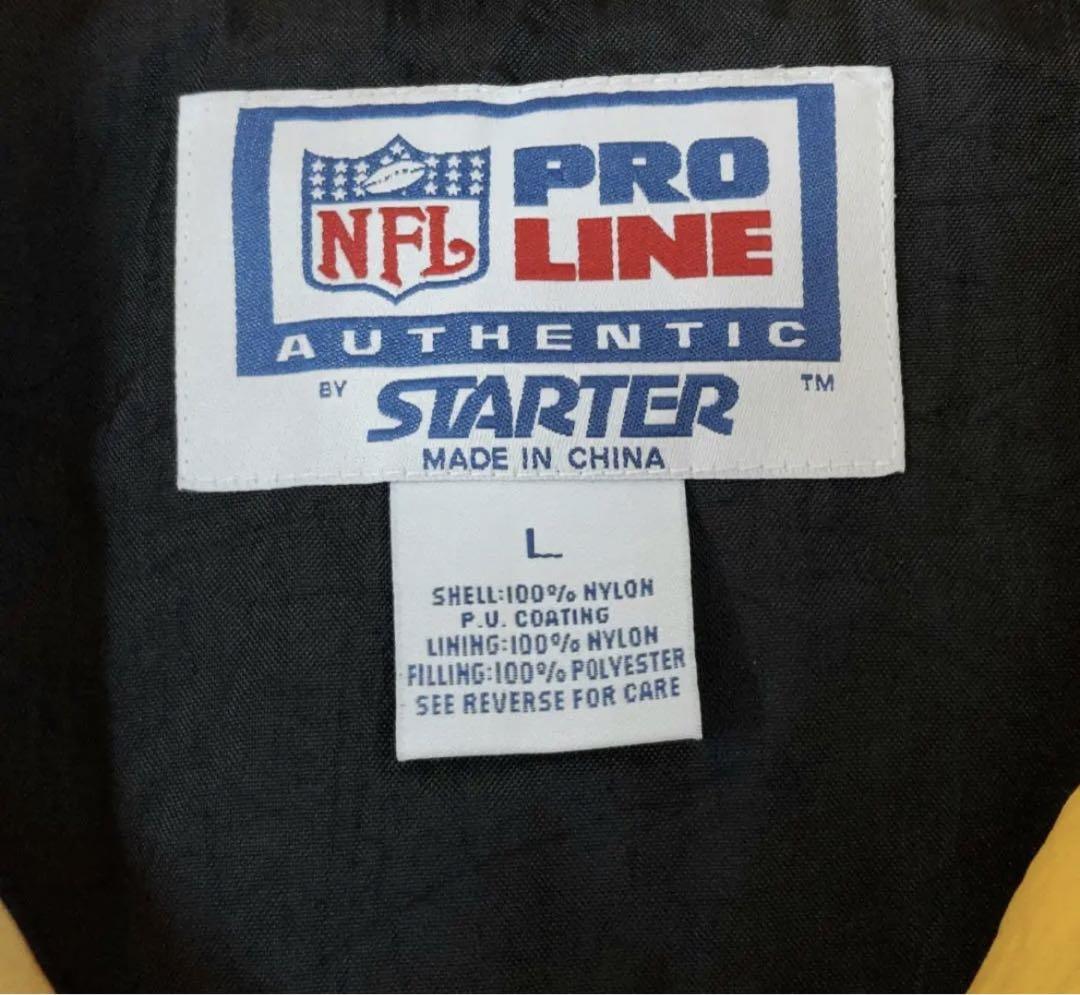 NFL PRO
LINE
AUTHENTIC
BY STARTER TM
MADE IN CHINA
L
SHELL:100% NYLON
P.U. COATING
LINING:100% NYLON
FILLING:100% POLYESTER
SEE REVERSE FOR CARE